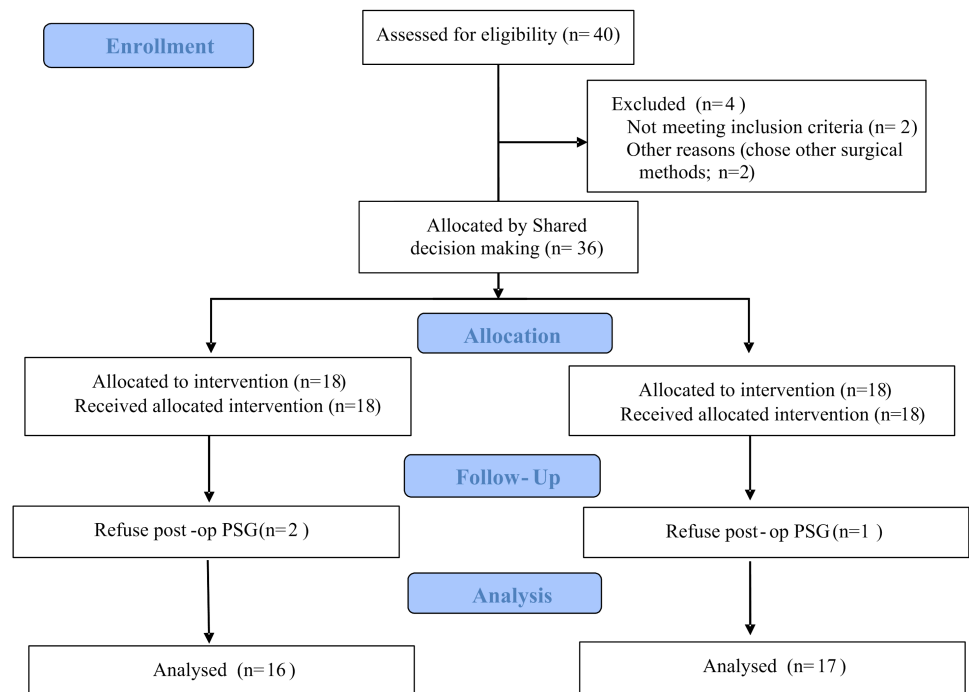 Enrollment
Assessed for eligibility (n=40)
Excluded (n=4)
Not meeting inclusion criteria (n=2)
Other reasons (chose other surgical
methods; n=2)
Allocated by Shared
decision making (n=36)
Allocation
Allocated to intervention (n=18)
Received allocated intervention (n=18)
Allocated to intervention (n=18)
Received allocated intervention (n=18)
Follow-Up
Refuse post-op PSG(n=2 )
Refuse post-op PSG(n=1 )
Analysis
Analysed (n=16)
Analysed (n=17)